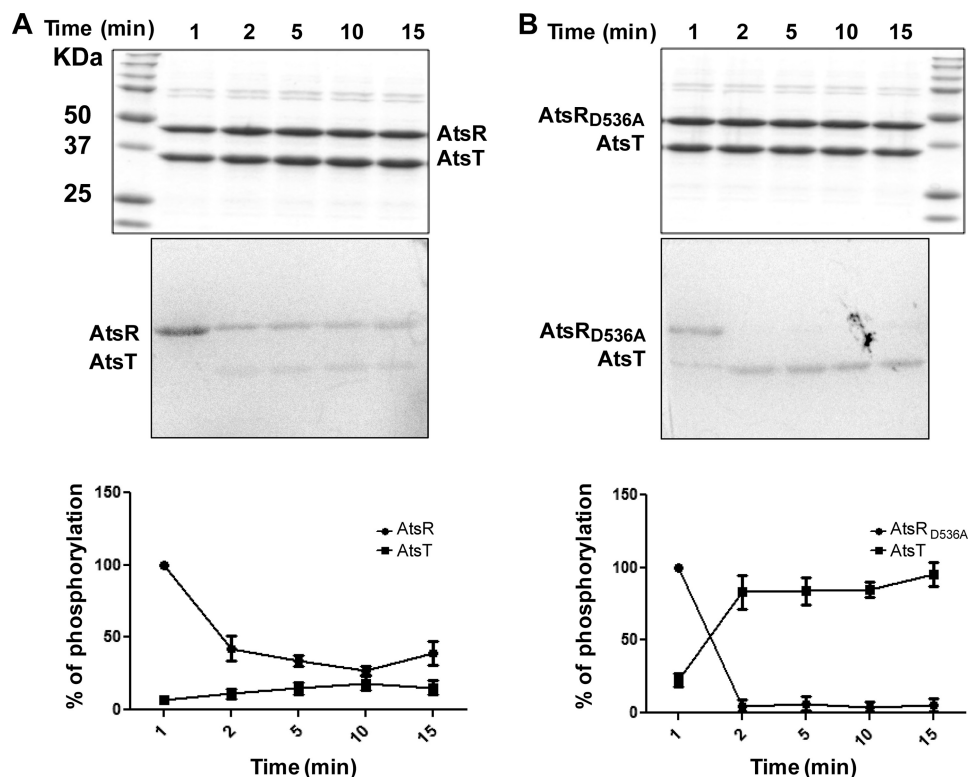 A Time (min) 1 2 5 10 15
KDa
50
37
25
AtsR
AtsT
AtsR
AtsT
% of phosphorylation
150
100
50
0
AtsR
AtsT
1 2 5 10 15
Time (min)
B Time (min) 1 2 5 10 15
AtsRD536A
AtsT
AtsRD536A
AtsT
% of phosphorylation
150
100
50
0
AtsR D536A
AtsT
1 2 5 10 15
Time (min)